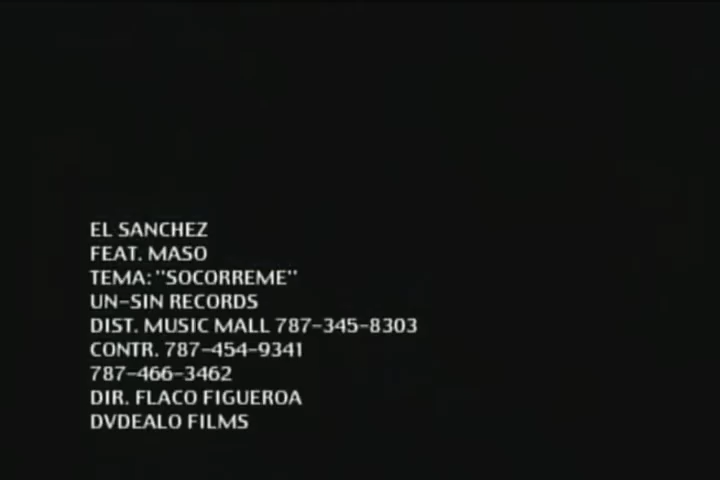 EL SANCHEZ
FEAT. MASO
TEMA: "SOCORREME"
UN-SIN RECORDS
DIST. MUSIC MALL 787-345-8303
CONTR. 787-454-9341
787-466-3462
DIR. FLACO FIGUEROA
DVDEALO FILMS